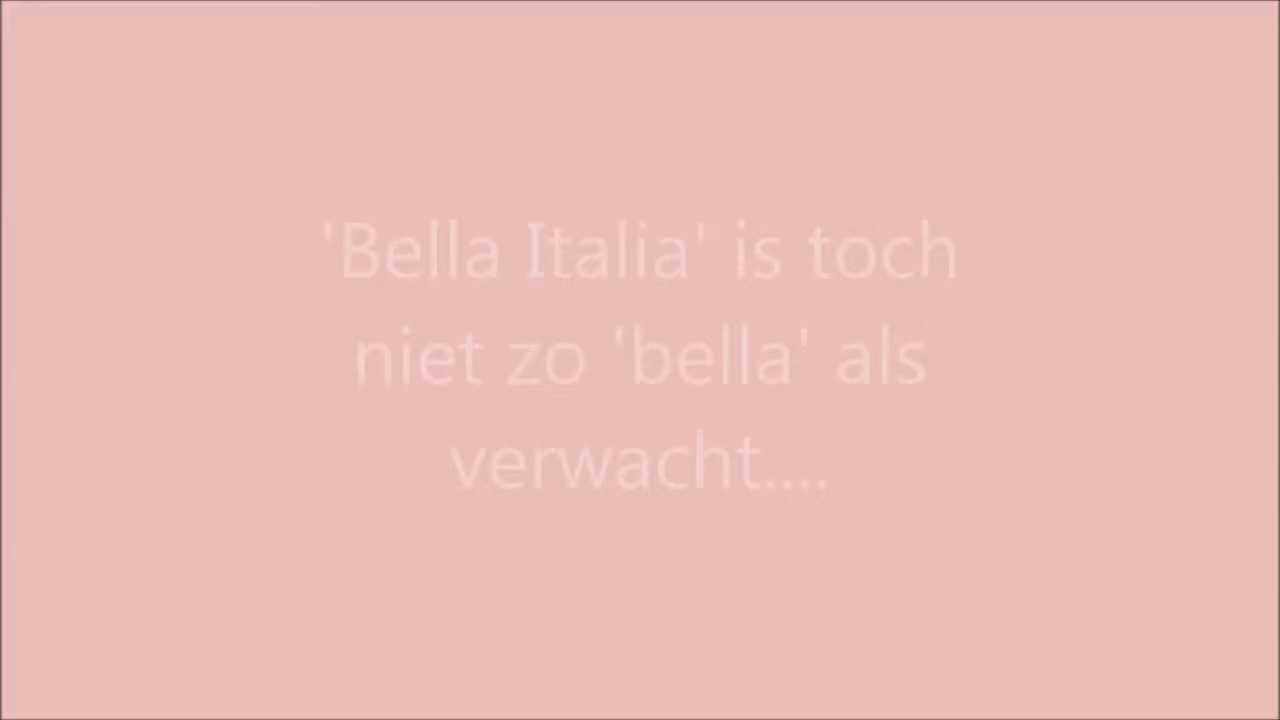 'Bella Italia' is toch
niet zo 'bella' als
verwacht....